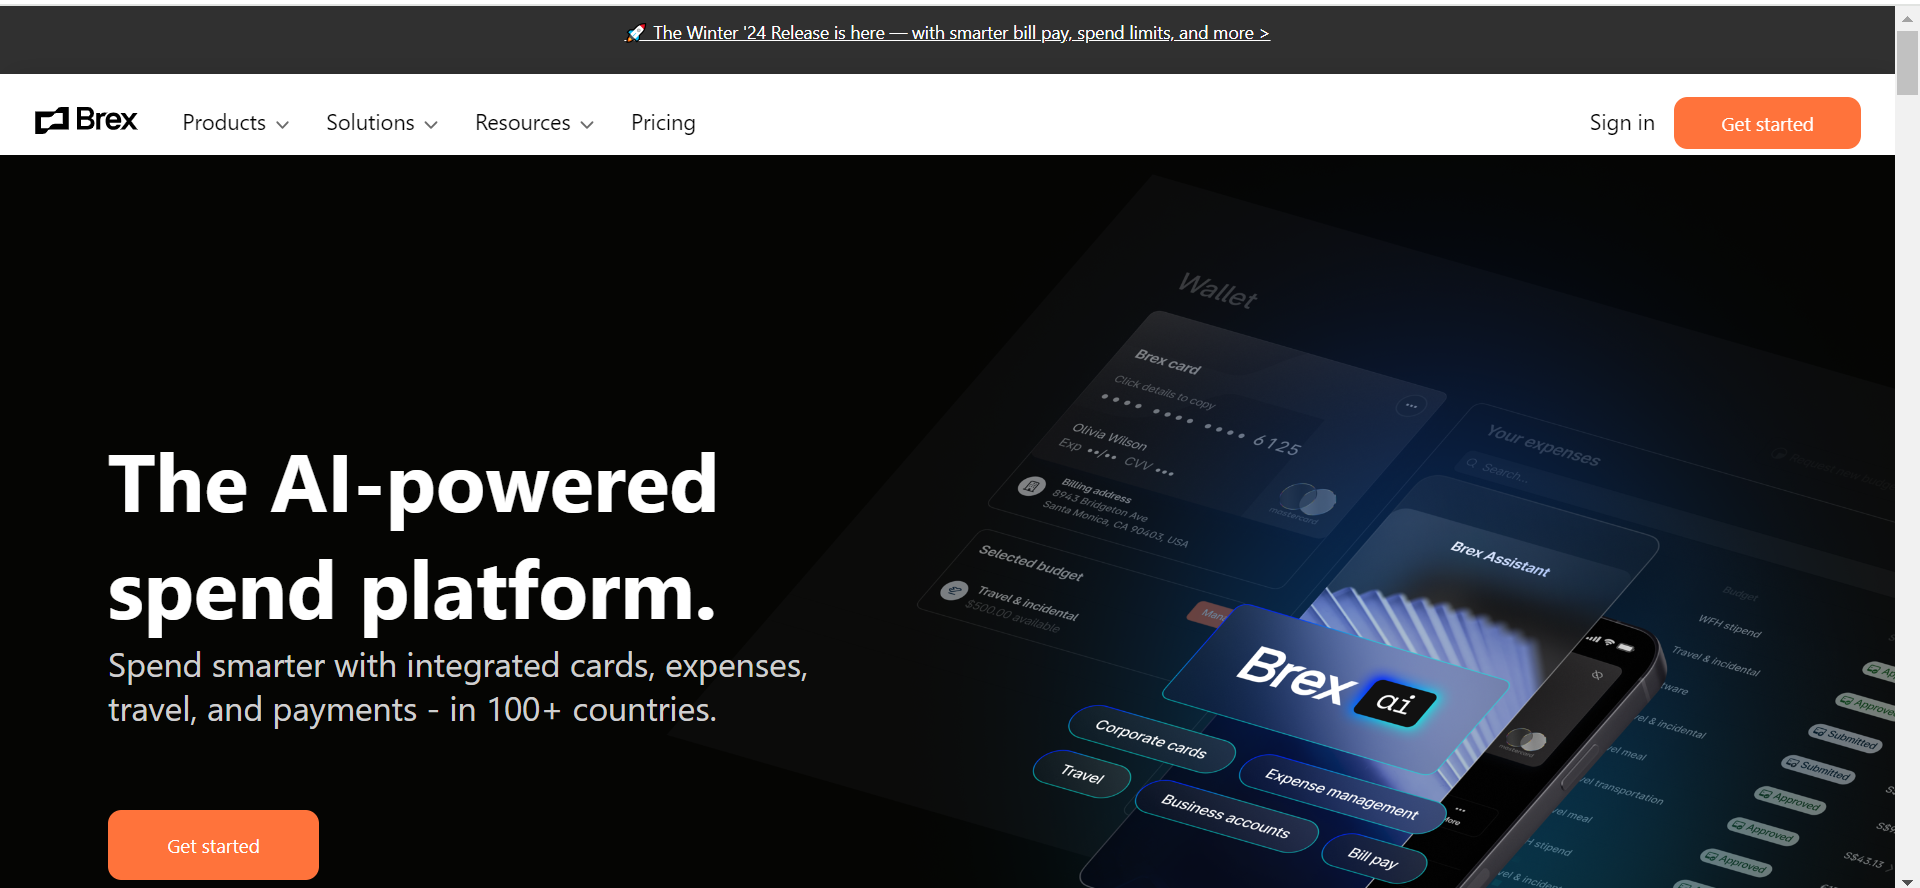 🚀 The Winter '24 Release is here — with smarter bill pay, spend limits, and more >
Brex
Products
Solutions
Resources
Pricing
Sign in
Get started
The AI-powered
spend platform.
Spend smarter with integrated cards, expenses,
travel, and payments - in 100+ countries.
Get started
Wallet
Brex card
Click details to copy
•••• •••• •••• 6125
Olivia Wilson
Exp ••/•• CVV •••
mastercard
Billing address
8943 Bridgeton Ave
Santa Monica, CA 90403, USA
Selected budget
Travel & incidental
$500.00 available
Your expenses
Search...
Brex Assistant
Brex ai
Corporate cards
Travel
Expense management
Business accounts
Bill pay
Budget
WFH stipend
Travel & incidental
Approved
Submitted
Submitted
Approved
Approved
Approved
S$43.13